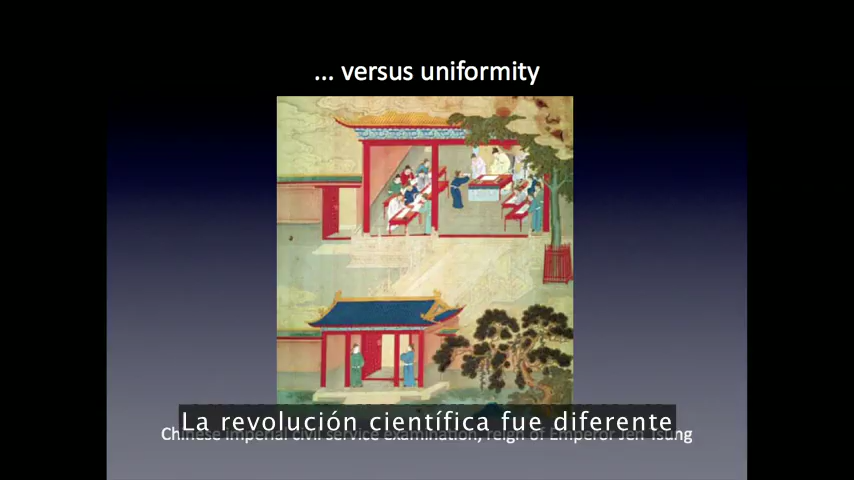 ... versus uniformity
La revolución científica fue diferente
Chinese imperial civil service examination, reign of Emperor Jen Tsung